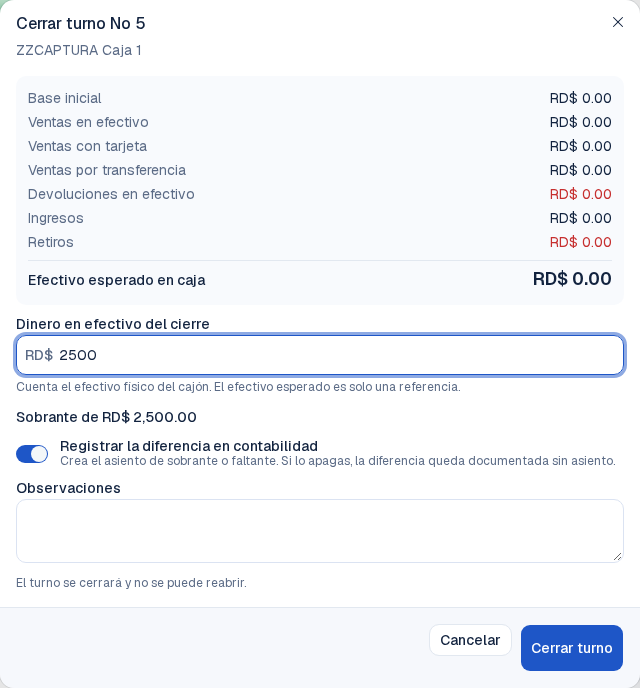 Cerrar turno No 5
ZZCAPTURA Caja 1
Base inicial RD$ 0.00
Ventas en efectivo RD$ 0.00
Ventas con tarjeta RD$ 0.00
Ventas por transferencia RD$ 0.00
Devoluciones en efectivo RD$ 0.00
Ingresos RD$ 0.00
Retiros RD$ 0.00
Efectivo esperado en caja RD$ 0.00
Dinero en efectivo del cierre
RD$ 2500
Cuenta el efectivo físico del cajón. El efectivo esperado es solo una referencia.
Sobrante de RD$ 2,500.00
Registrar la diferencia en contabilidad
Crea el asiento de sobrante o faltante. Si lo apagas, la diferencia queda documentada sin asiento.
Observaciones
El turno se cerrará y no se puede reabrir.
Cancelar Cerrar turno